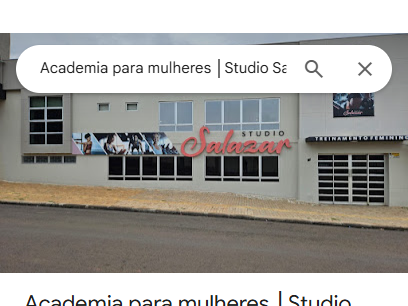 Academia para mulheres | Studio Sa
STUDIO
Salazar
TREINAMENTO FEMININO
Academia para mulheres | Studio